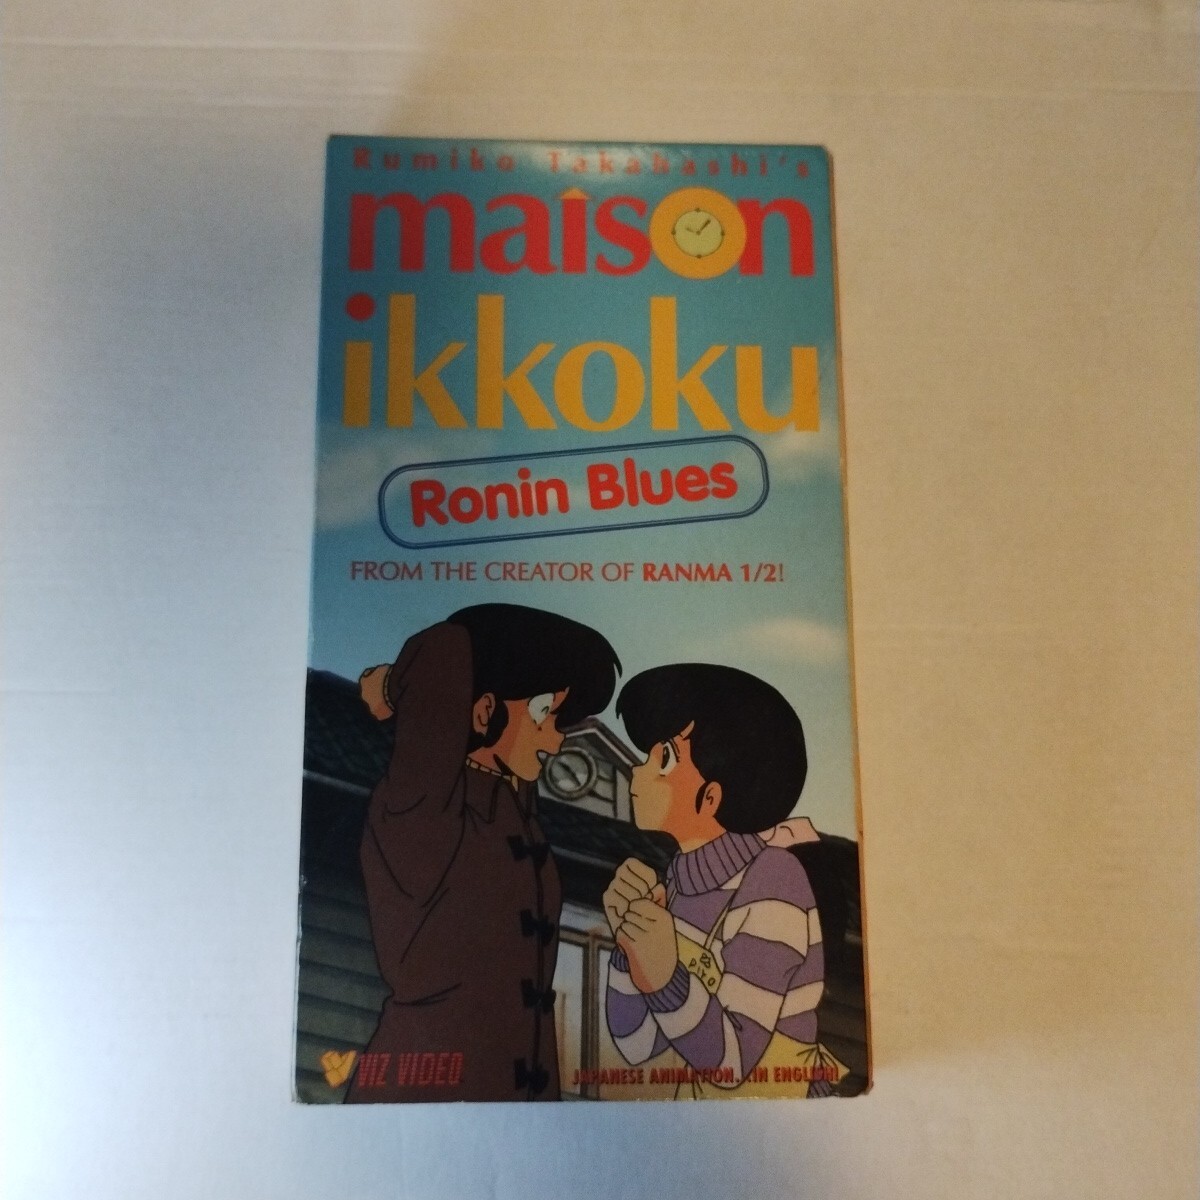 Rumiko Takahashi's
maison
ikkoku
Ronin Blues
FROM THE CREATOR OF RANMA 1/2!
PIYO
VIZ VIDEO
JAPANESE ANIMATION...IN ENGLISH!